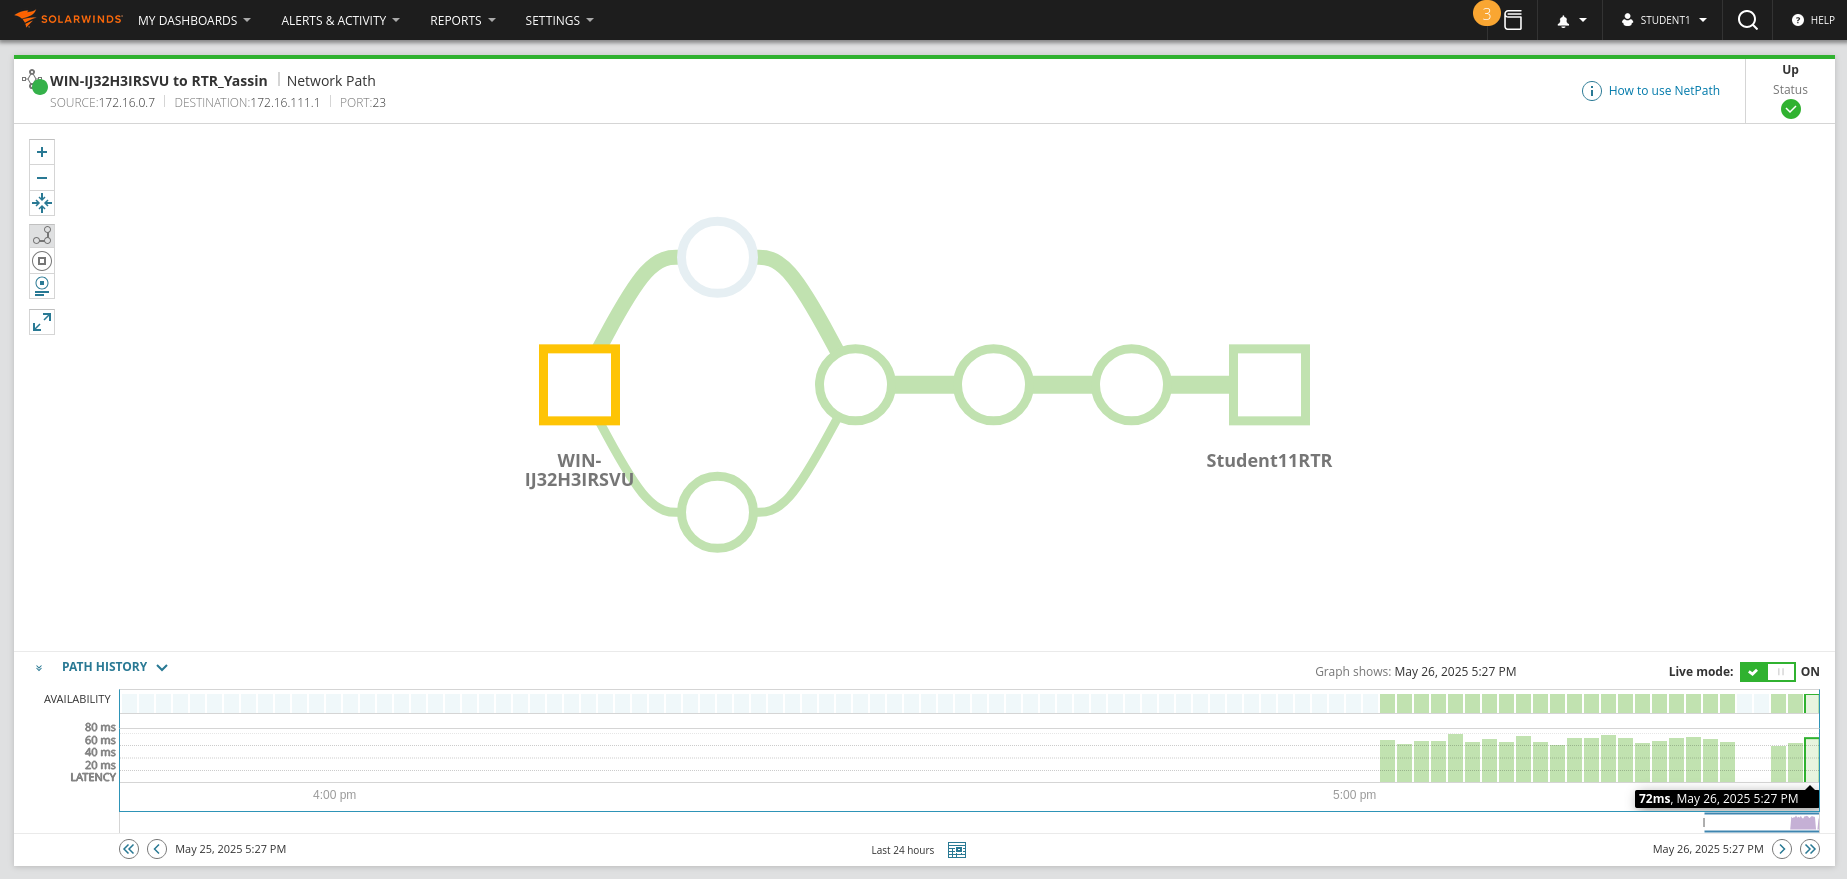 SOLARWINDS MY DASHBOARDS ALERTS & ACTIVITY REPORTS SETTINGS 3 STUDENT1 HELP
WIN-IJ32H3IRSVU to RTR_Yassin | Network Path
SOURCE:172.16.0.7 | DESTINATION:172.16.111.1 | PORT:23
How to use NetPath
Up
Status
WIN-
IJ32H3IRSVU
Student11RTR
PATH HISTORY
Graph shows: May 26, 2025 5:27 PM
Live mode: ON
AVAILABILITY
80 ms
60 ms
40 ms
20 ms
LATENCY
4:00 pm 5:00 pm
72ms, May 26, 2025 5:27 PM
May 25, 2025 5:27 PM Last 24 hours May 26, 2025 5:27 PM